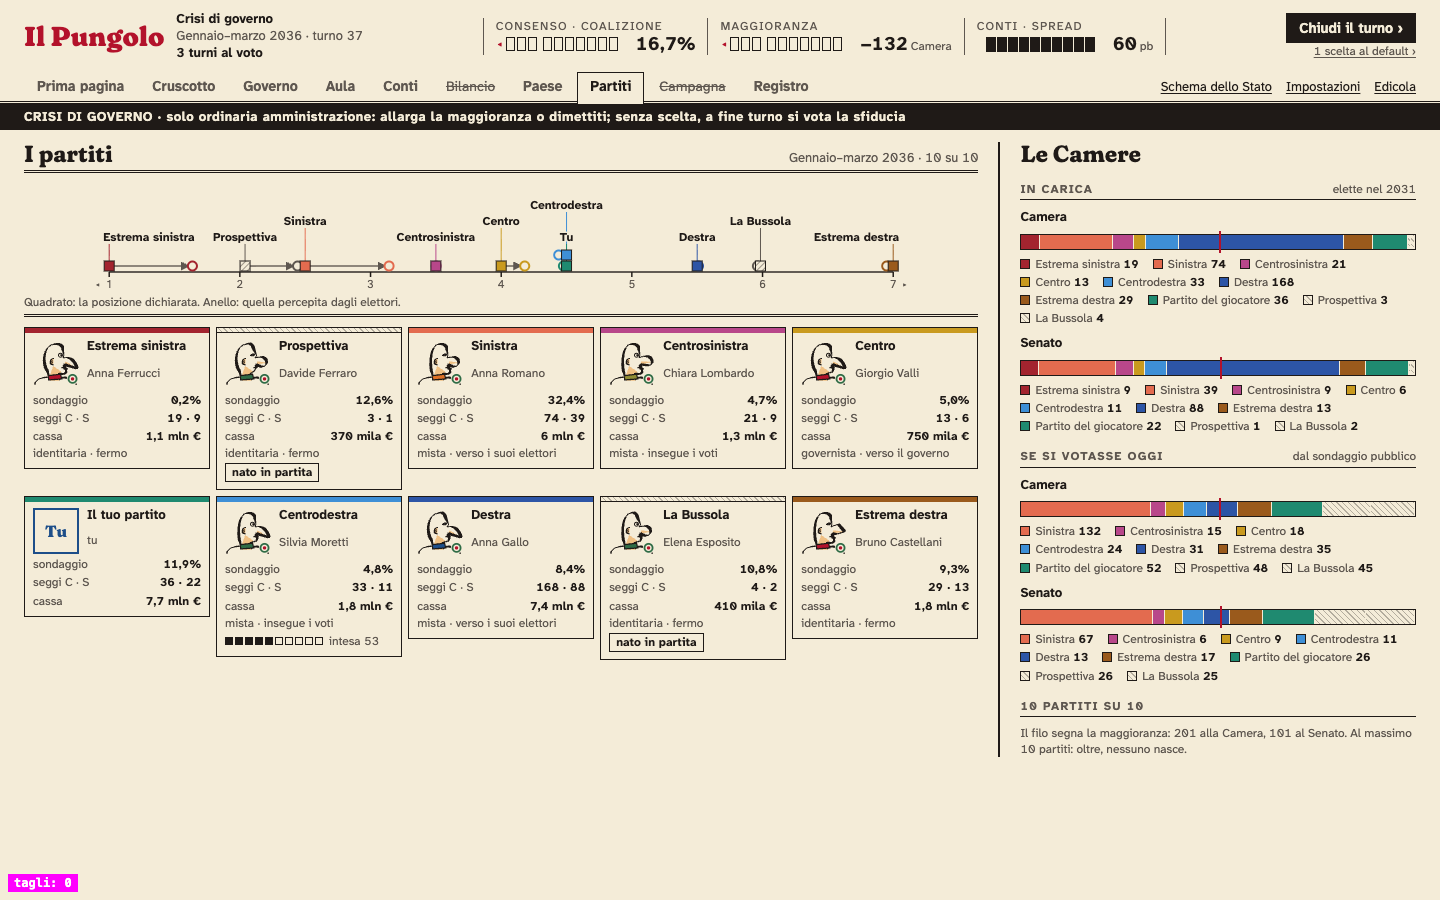 Il Pungolo
Crisi di governo
Gennaio–marzo 2036 · turno 37
3 turni al voto
CONSENSO · COALIZIONE
16,7%
MAGGIORANZA
−132 Camera
CONTI · SPREAD
60 pb
Chiudi il turno ›
1 scelta al default ›
Prima pagina Cruscotto Governo Aula Conti Bilancio Paese Partiti Campagna Registro
Schema dello Stato Impostazioni Edicola
CRISI DI GOVERNO · solo ordinaria amministrazione: allarga la maggioranza o dimettiti; senza scelta, a fine turno si vota la sfiducia
I partiti
Gennaio–marzo 2036 · 10 su 10
Centrodestra
Sinistra Centro La Bussola
Estrema sinistra Prospettiva Centrosinistra Tu Destra Estrema destra
1 2 3 4 5 6 7
Quadrato: la posizione dichiarata. Anello: quella percepita dagli elettori.
Estrema sinistra
Anna Ferrucci
sondaggio 0,2%
seggi C · S 19 · 9
cassa 1,1 mln €
identitaria · fermo
Prospettiva
Davide Ferraro
sondaggio 12,6%
seggi C · S 3 · 1
cassa 370 mila €
identitaria · fermo
nato in partita
Sinistra
Anna Romano
sondaggio 32,4%
seggi C · S 74 · 39
cassa 6 mln €
mista · verso i suoi elettori
Centrosinistra
Chiara Lombardo
sondaggio 4,7%
seggi C · S 21 · 9
cassa 1,3 mln €
mista · insegue i voti
Centro
Giorgio Valli
sondaggio 5,0%
seggi C · S 13 · 6
cassa 750 mila €
governista · verso il governo
Tu
Il tuo partito
tu
sondaggio 11,9%
seggi C · S 36 · 22
cassa 7,7 mln €
Centrodestra
Silvia Moretti
sondaggio 4,8%
seggi C · S 33 · 11
cassa 1,8 mln €
mista · insegue i voti
intesa 53
Destra
Anna Gallo
sondaggio 8,4%
seggi C · S 168 · 88
cassa 7,4 mln €
mista · verso i suoi elettori
La Bussola
Elena Esposito
sondaggio 10,8%
seggi C · S 4 · 2
cassa 410 mila €
identitaria · fermo
nato in partita
Estrema destra
Bruno Castellani
sondaggio 9,3%
seggi C · S 29 · 13
cassa 1,8 mln €
identitaria · fermo
Le Camere
IN CARICA elette nel 2031
Camera
Estrema sinistra 19 Sinistra 74 Centrosinistra 21
Centro 13 Centrodestra 33 Destra 168
Estrema destra 29 Partito del giocatore 36 Prospettiva 3
La Bussola 4
Senato
Estrema sinistra 9 Sinistra 39 Centrosinistra 9 Centro 6
Centrodestra 11 Destra 88 Estrema destra 13
Partito del giocatore 22 Prospettiva 1 La Bussola 2
SE SI VOTASSE OGGI dal sondaggio pubblico
Camera
Sinistra 132 Centrosinistra 15 Centro 18
Centrodestra 24 Destra 31 Estrema destra 35
Partito del giocatore 52 Prospettiva 48 La Bussola 45
Senato
Sinistra 67 Centrosinistra 6 Centro 9 Centrodestra 11
Destra 13 Estrema destra 17 Partito del giocatore 26
Prospettiva 26 La Bussola 25
10 PARTITI SU 10
Il filo segna la maggioranza: 201 alla Camera, 101 al Senato. Al massimo
10 partiti: oltre, nessuno nasce.
tagli: 0